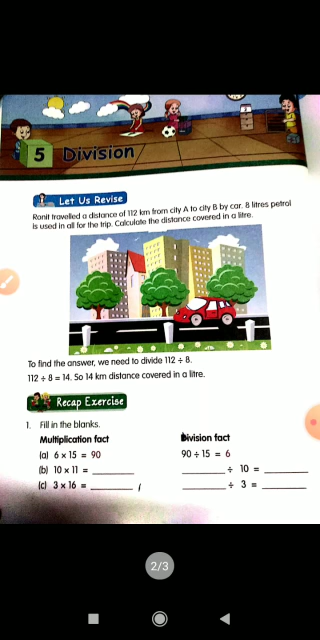 5 Division
Let Us Revise
Ronit travelled a distance of 112 km from city A to city B by car. 8 litres petrol
is used in all for the trip. Calculate the distance covered in a litre.
To find the answer, we need to divide 112 ÷ 8.
112 ÷ 8 = 14. So 14 km distance covered in a litre.
Recap Exercise
1. Fill in the blanks.
Multiplication fact Division fact
(a) 6 x 15 = 90 90 ÷ 15 = 6
(b) 10 x 11 = ________ ________ ÷ 10 = ________
(c) 3 x 16 = ________ ________ ÷ 3 = ________
2/3